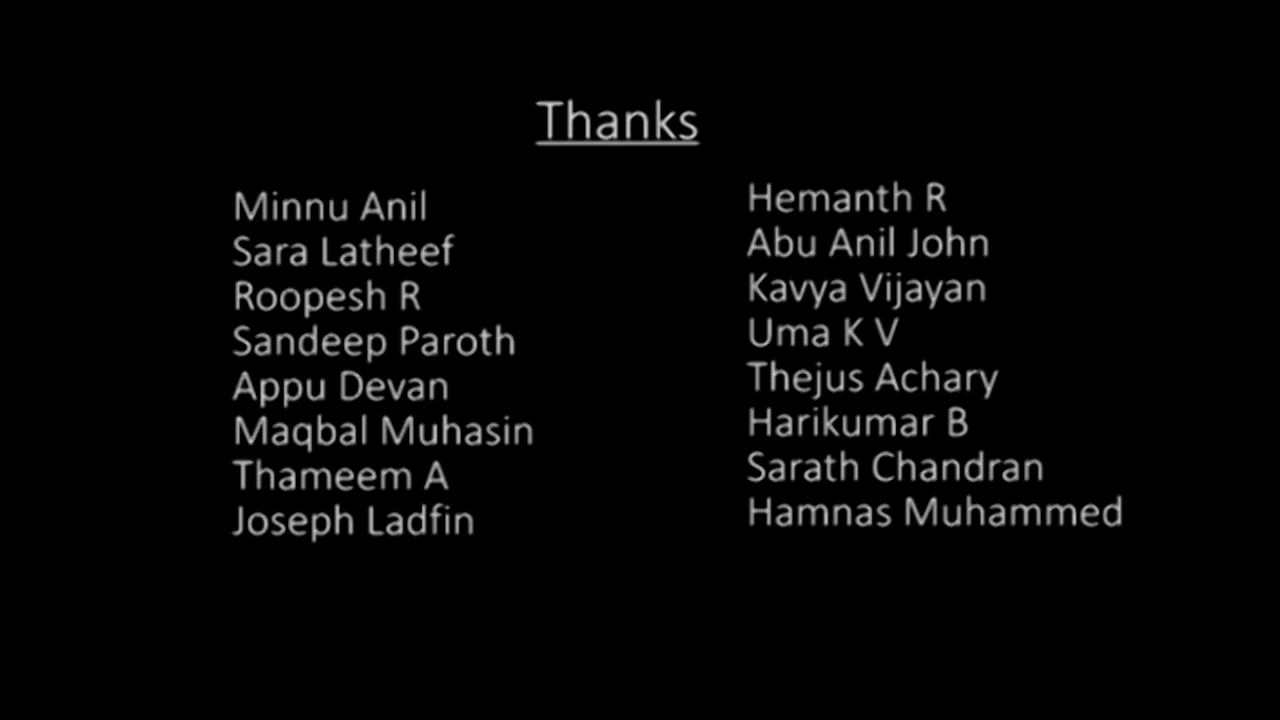 Thanks
Minnu Anil
Sara Latheef
Roopesh R
Sandeep Paroth
Appu Devan
Maqbal Muhasin
Thameem A
Joseph Ladfin
Hemanth R
Abu Anil John
Kavya Vijayan
Uma K V
Thejus Achary
Harikumar B
Sarath Chandran
Hamnas Muhammed